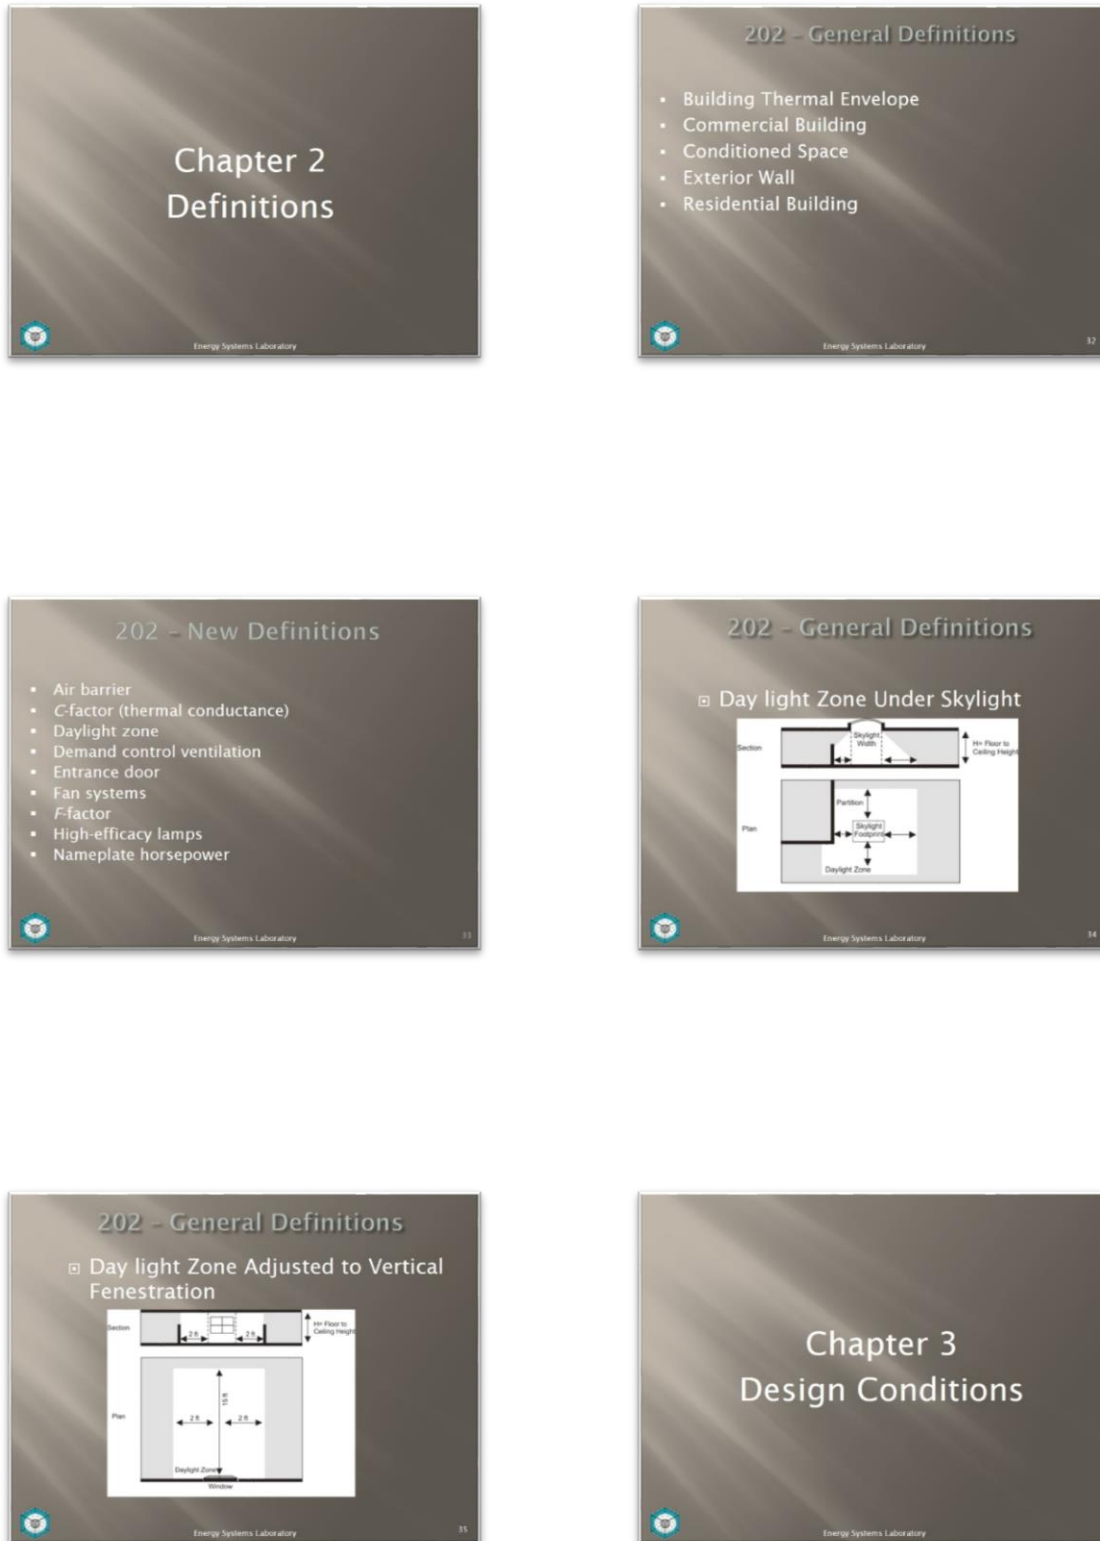 Chapter 2
Definitions
Energy Systems Laboratory
202 - General Definitions
▪ Building Thermal Envelope
▪ Commercial Building
▪ Conditioned Space
▪ Exterior Wall
▪ Residential Building
Energy Systems Laboratory
32
202 - New Definitions
▪ Air barrier
▪ C-factor (thermal conductance)
▪ Daylight zone
▪ Demand control ventilation
▪ Entrance door
▪ Fan systems
▪ F-factor
▪ High-efficacy lamps
▪ Nameplate horsepower
Energy Systems Laboratory
33
202 - General Definitions
Day light Zone Under Skylight
Section
Skylight
Width
H= Floor to
Ceiling Height
Plan
Partition
Skylight
Footprint
Daylight Zone
Energy Systems Laboratory
34
202 - General Definitions
Day light Zone Adjusted to Vertical
Fenestration
Section
2 ft
2 ft
H= Floor to
Ceiling Height
Plan
15 ft
2 ft
2 ft
Daylight Zone
Window
Energy Systems Laboratory
35
Chapter 3
Design Conditions
Energy Systems Laboratory